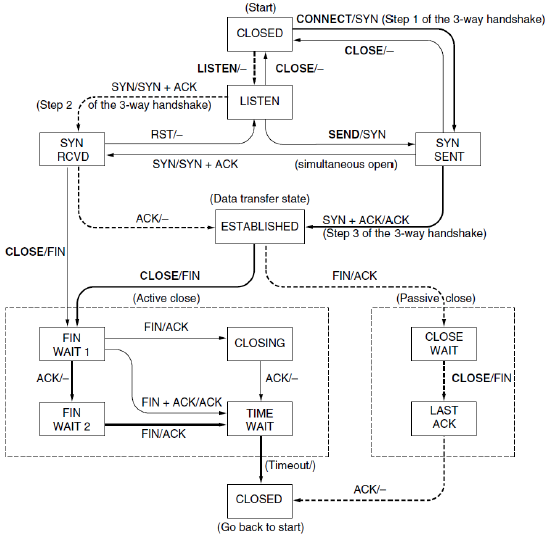 (Start)
CLOSED
CONNECT/SYN (Step 1 of the 3-way handshake)
CLOSE/–
LISTEN/–
CLOSE/–
SYN/SYN + ACK
(Step 2 of the 3-way handshake)
LISTEN
SYN
RCVD
RST/–
SEND/SYN
SYN
SENT
SYN/SYN + ACK
(simultaneous open)
(Data transfer state)
ACK/–
ESTABLISHED
SYN + ACK/ACK
(Step 3 of the 3-way handshake)
CLOSE/FIN
CLOSE/FIN
FIN/ACK
(Active close)
(Passive close)
FIN
WAIT 1
FIN/ACK
CLOSING
CLOSE
WAIT
ACK/–
ACK/–
CLOSE/FIN
FIN + ACK/ACK
FIN
WAIT 2
FIN/ACK
TIME
WAIT
LAST
ACK
(Timeout/)
CLOSED
ACK/–
(Go back to start)